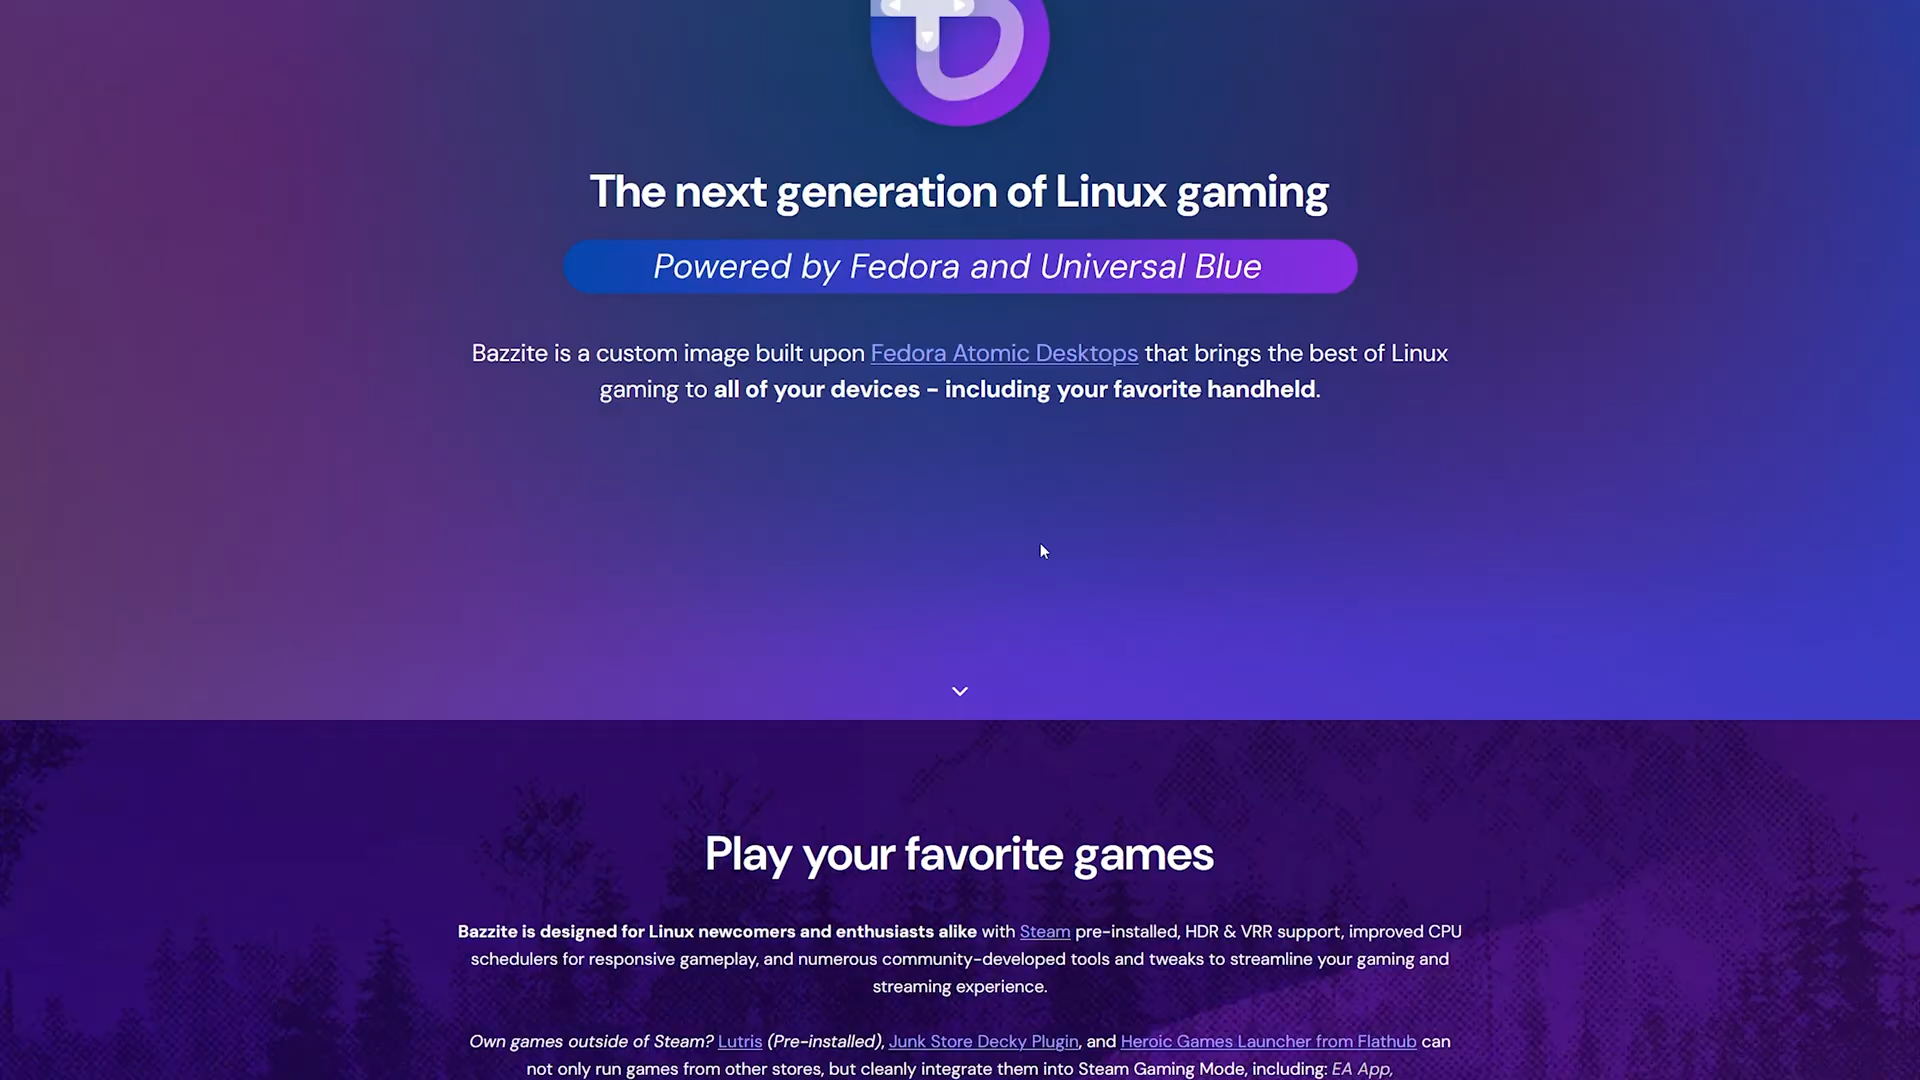 The next generation of Linux gaming
Powered by Fedora and Universal Blue
Bazzite is a custom image built upon Fedora Atomic Desktops that brings the best of Linux
gaming to all of your devices - including your favorite handheld.
Play your favorite games
Bazzite is designed for Linux newcomers and enthusiasts alike with Steam pre-installed, HDR & VRR support, improved CPU
schedulers for responsive gameplay, and numerous community-developed tools and tweaks to streamline your gaming and
streaming experience.
Own games outside of Steam? Lutris (Pre-installed), Junk Store Decky Plugin, and Heroic Games Launcher from Flathub can
not only run games from other stores, but cleanly integrate them into Steam Gaming Mode, including: EA App,